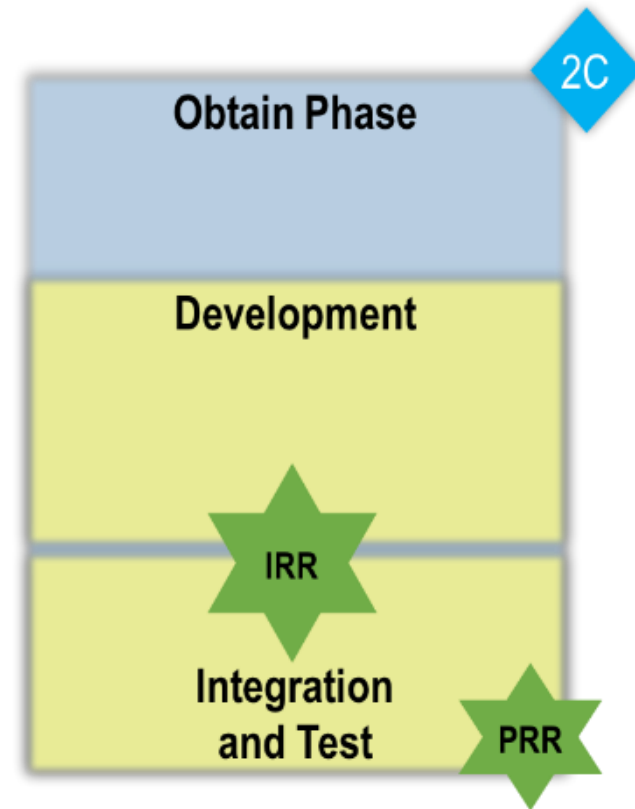 2C
Obtain Phase
Development
IRR
Integration
and Test
PRR